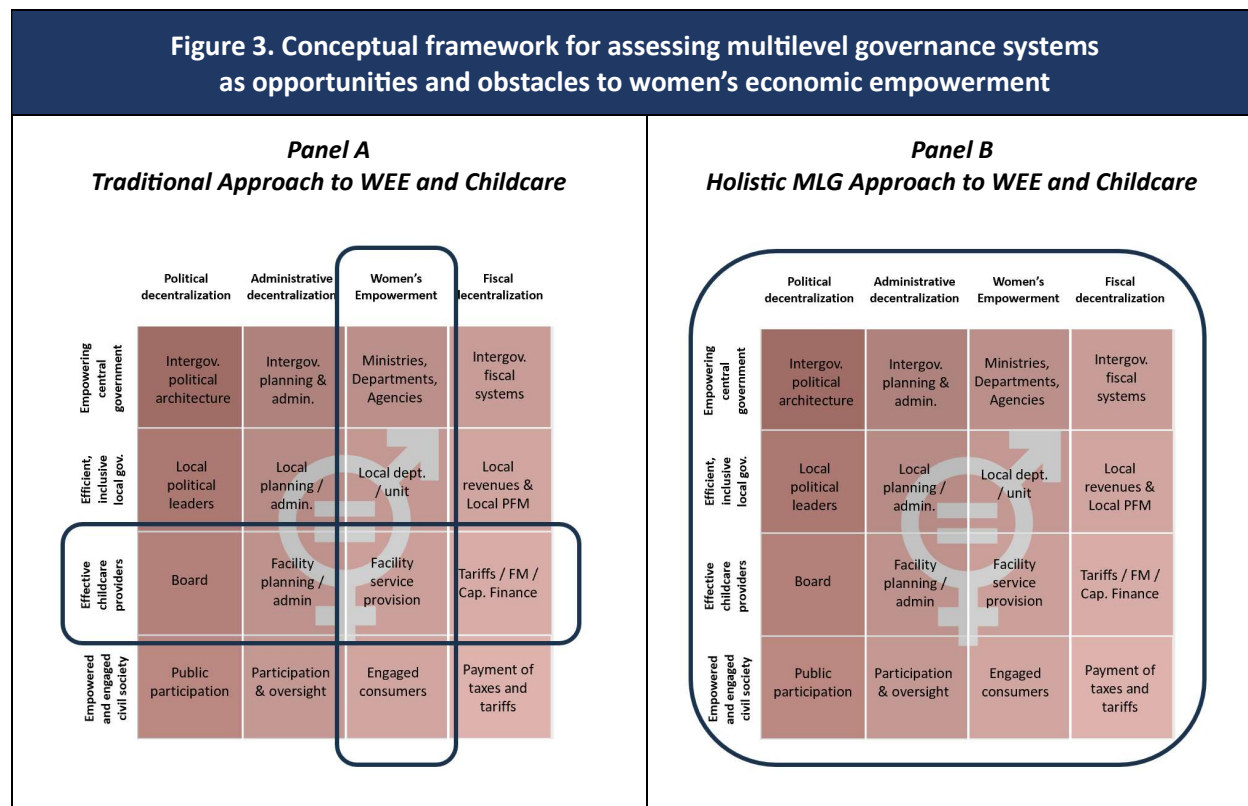 Figure 3. Conceptual framework for assessing multilevel governance systems
as opportunities and obstacles to women’s economic empowerment
Panel A
Traditional Approach to WEE and Childcare
Political
decentralization
Administrative
decentralization
Women’s
Empowerment
Fiscal
decentralization
Empowering
central
government
Intergov.
political
architecture
Intergov.
planning &
admin.
Ministries,
Departments,
Agencies
Intergov.
fiscal
systems
Efficient,
inclusive
local gov.
Local
political
leaders
Local
planning /
admin.
Local dept.
/ unit
Local
revenues &
Local PFM
Effective
childcare
providers
Board
Facility
planning /
admin
Facility
service
provision
Tariffs / FM /
Cap. Finance
Empowered
and engaged
civil society
Public
participation
Participation
& oversight
Engaged
consumers
Payment of
taxes and
tariffs
Panel B
Holistic MLG Approach to WEE and Childcare
Political
decentralization
Administrative
decentralization
Women’s
Empowerment
Fiscal
decentralization
Empowering
central
government
Intergov.
political
architecture
Intergov.
planning &
admin.
Ministries,
Departments,
Agencies
Intergov.
fiscal
systems
Efficient,
inclusive
local gov.
Local
political
leaders
Local
planning /
admin.
Local dept.
/ unit
Local
revenues &
Local PFM
Effective
childcare
providers
Board
Facility
planning /
admin
Facility
service
provision
Tariffs / FM /
Cap. Finance
Empowered
and engaged
civil society
Public
participation
Participation
& oversight
Engaged
consumers
Payment of
taxes and
tariffs